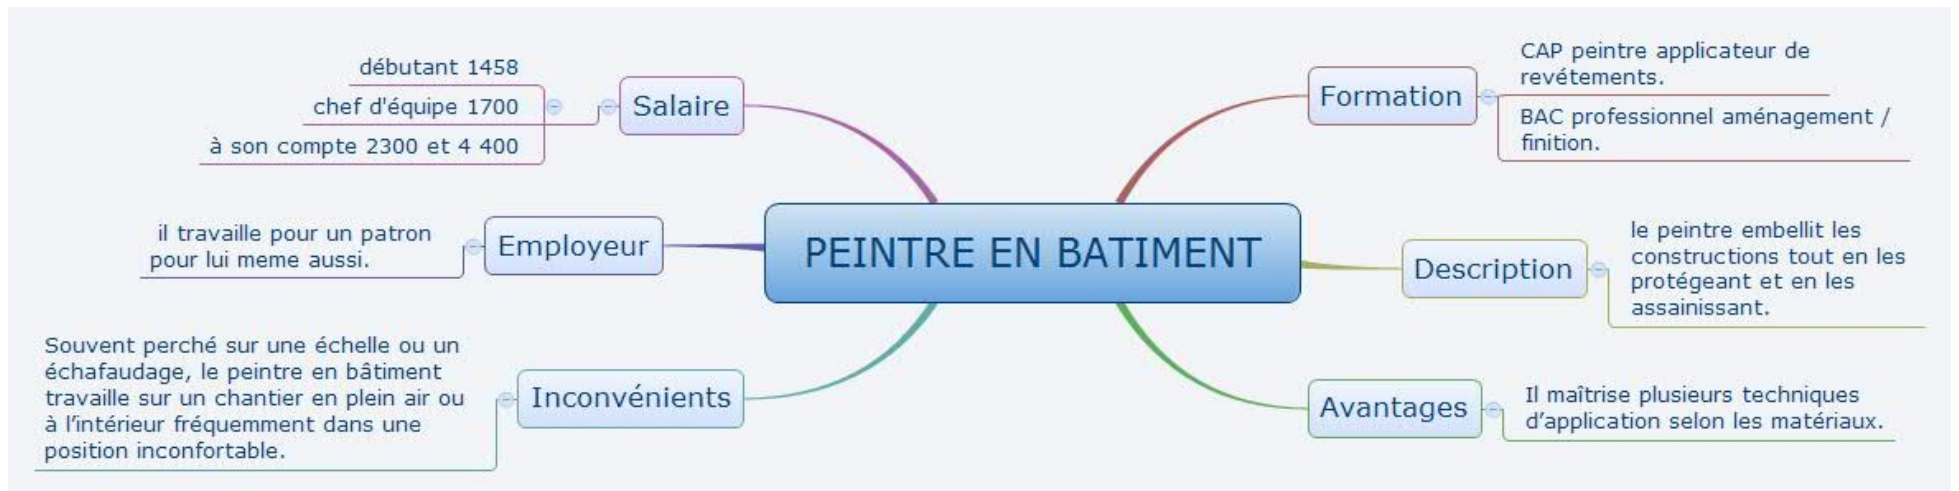 PEINTRE EN BATIMENT
Formation
CAP peintre applicateur de
revétements.
BAC professionnel aménagement /
finition.
Description
le peintre embellit les
constructions tout en les
protégeant et en les
assainissant.
Avantages
Il maîtrise plusieurs techniques
d’application selon les matériaux.
Salaire
débutant 1458
chef d'équipe 1700
à son compte 2300 et 4 400
Employeur
il travaille pour un patron
pour lui meme aussi.
Inconvénients
Souvent perché sur une échelle ou un
échafaudage, le peintre en bâtiment
travaille sur un chantier en plein air ou
à l’intérieur fréquemment dans une
position inconfortable.